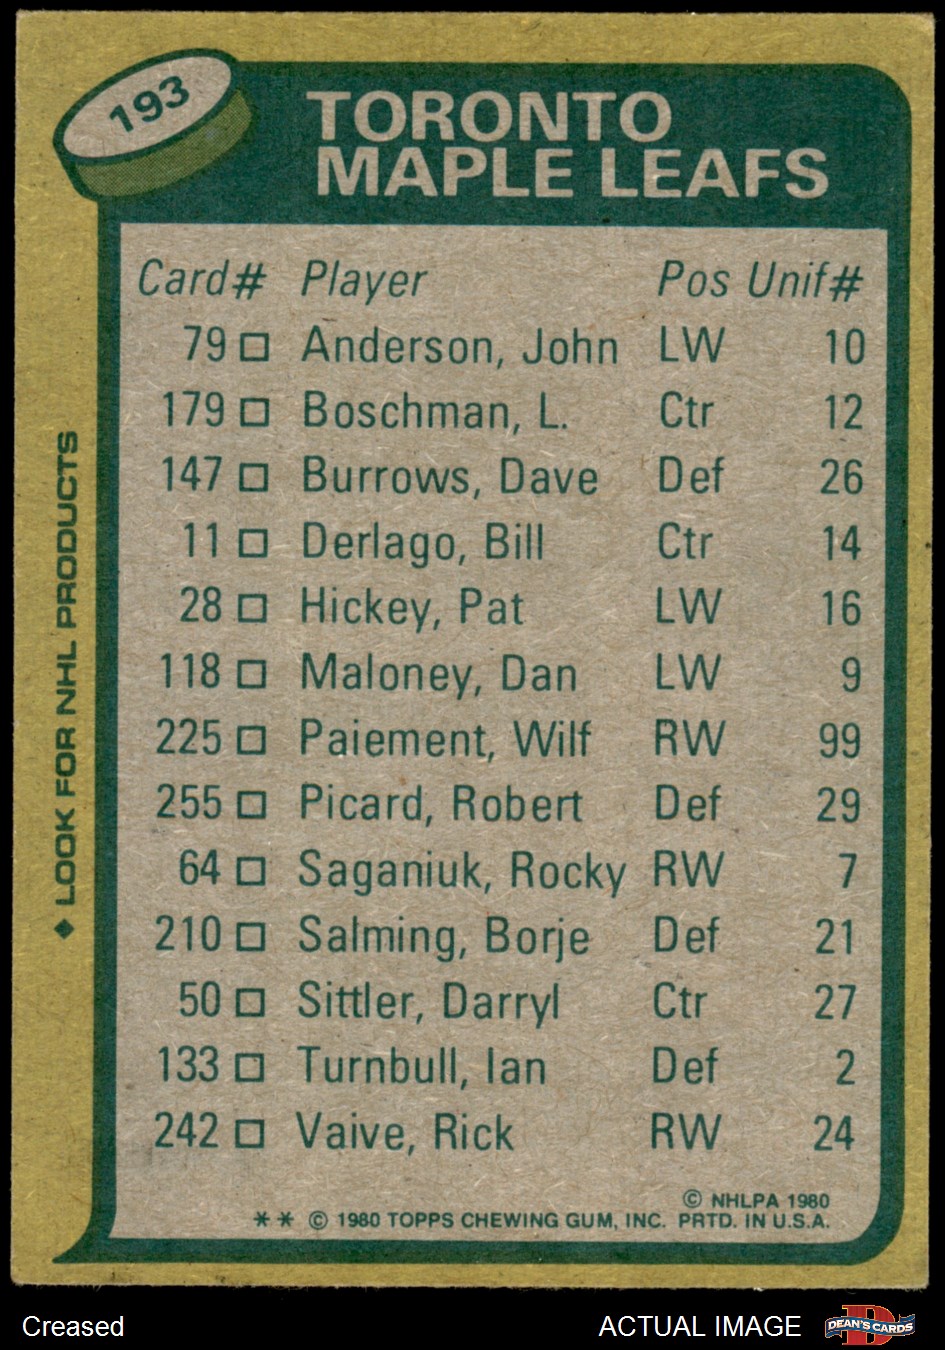 193
TORONTO
MAPLE LEAFS
Card# Player Pos Unif#
79 □ Anderson, John LW 10
179 □ Boschman, L. Ctr 12
147 □ Burrows, Dave Def 26
11 □ Derlago, Bill Ctr 14
28 □ Hickey, Pat LW 16
118 □ Maloney, Dan LW 9
225 □ Paiement, Wilf RW 99
255 □ Picard, Robert Def 29
64 □ Saganiuk, Rocky RW 7
210 □ Salming, Borje Def 21
50 □ Sittler, Darryl Ctr 27
133 □ Turnbull, Ian Def 2
242 □ Vaive, Rick RW 24
© NHLPA 1980
** © 1980 TOPPS CHEWING GUM, INC. PRTD. IN U.S.A.
◆ LOOK FOR NHL PRODUCTS
Creased
ACTUAL IMAGE
D
DEAN'S CARDS